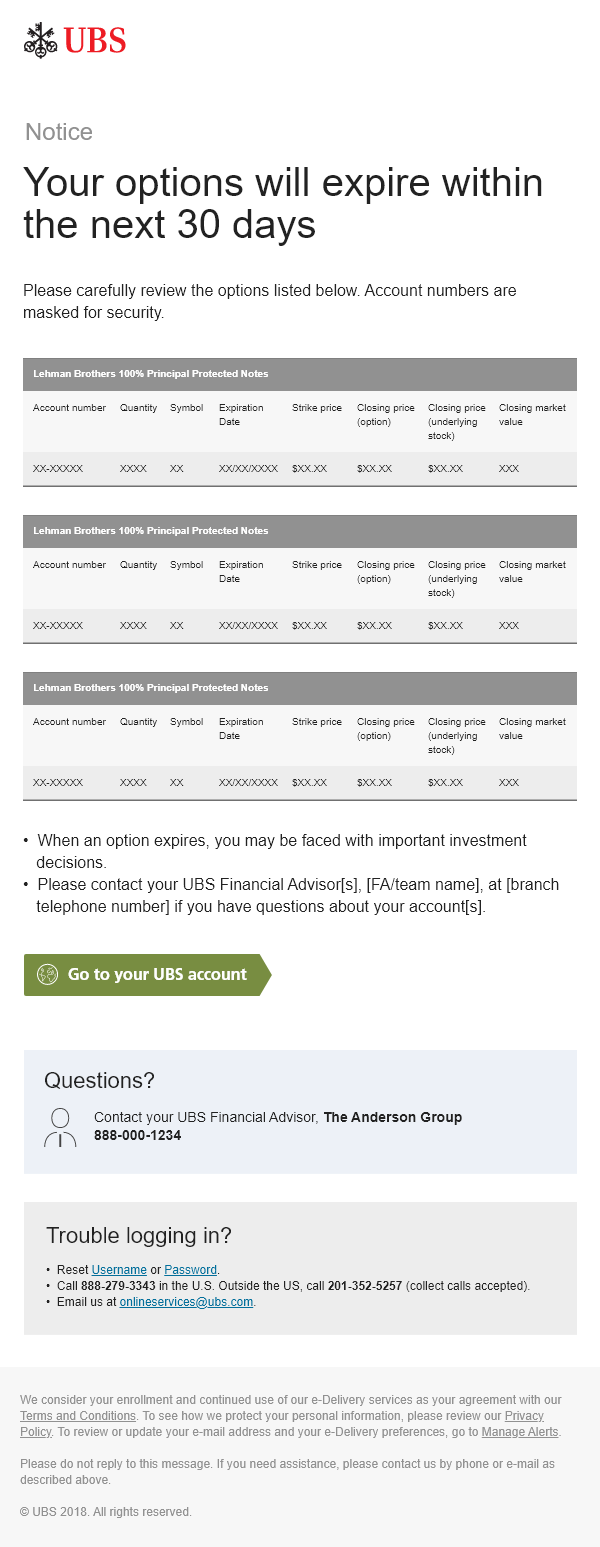 UBS
Notice
Your options will expire within
the next 30 days
Please carefully review the options listed below. Account numbers are
masked for security.
Lehman Brothers 100% Principal Protected Notes
Account number Quantity Symbol Expiration Date Strike price Closing price (option) Closing price (underlying stock) Closing market value
XX-XXXXX XXXX XX XX/XX/XXXX $XX.XX $XX.XX $XX.XX XXX
Lehman Brothers 100% Principal Protected Notes
Account number Quantity Symbol Expiration Date Strike price Closing price (option) Closing price (underlying stock) Closing market value
XX-XXXXX XXXX XX XX/XX/XXXX $XX.XX $XX.XX $XX.XX XXX
Lehman Brothers 100% Principal Protected Notes
Account number Quantity Symbol Expiration Date Strike price Closing price (option) Closing price (underlying stock) Closing market value
XX-XXXXX XXXX XX XX/XX/XXXX $XX.XX $XX.XX $XX.XX XXX
• When an option expires, you may be faced with important investment
decisions.
• Please contact your UBS Financial Advisor[s], [FA/team name], at [branch
telephone number] if you have questions about your account[s].
Go to your UBS account
Questions?
Contact your UBS Financial Advisor, The Anderson Group
888-000-1234
Trouble logging in?
• Reset Username or Password.
• Call 888-279-3343 in the U.S. Outside the US, call 201-352-5257 (collect calls accepted).
• Email us at onlineservices@ubs.com.
We consider your enrollment and continued use of our e-Delivery services as your agreement with our
Terms and Conditions. To see how we protect your personal information, please review our Privacy
Policy. To review or update your e-mail address and your e-Delivery preferences, go to Manage Alerts.
Please do not reply to this message. If you need assistance, please contact us by phone or e-mail as
described above.
© UBS 2018. All rights reserved.